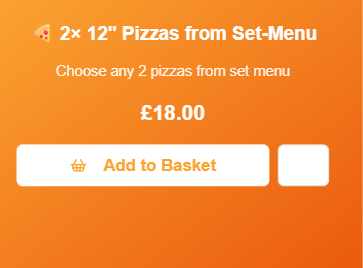 🍕 2× 12" Pizzas from Set-Menu
Choose any 2 pizzas from set menu
£18.00
Add to Basket